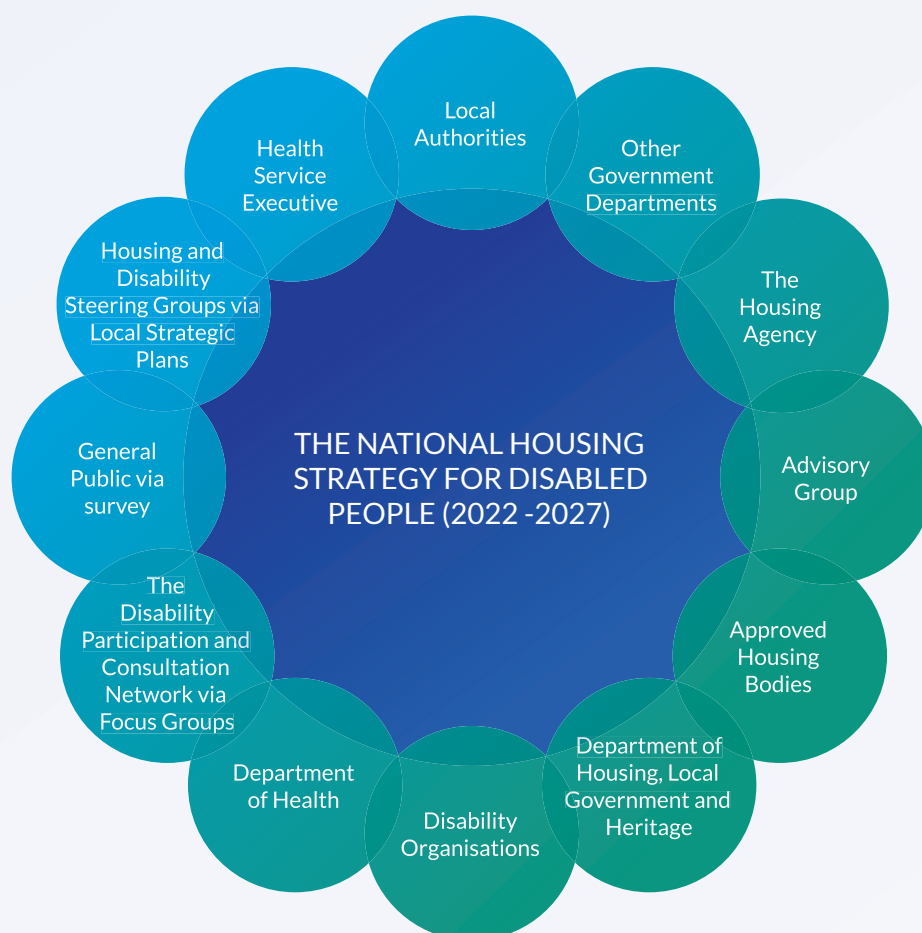 Local
Authorities
Other
Government
Departments
The
Housing
Agency
Advisory
Group
Approved
Housing
Bodies
Department of
Housing, Local
Government and
Heritage
Disability
Organisations
Department
of Health
The
Disability
Participation and
Consultation
Network via
Focus Groups
General
Public via
survey
Housing and
Disability
Steering Groups via
Local Strategic
Plans
Health
Service
Executive
THE NATIONAL HOUSING
STRATEGY FOR DISABLED
PEOPLE (2022 -2027)